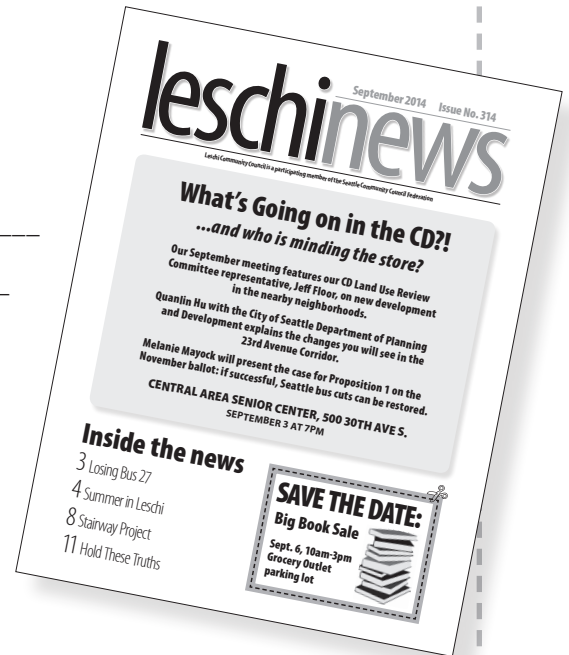 September 2014 Issue No. 314
leschinews
Leschi Community Council is a participating member of the Seattle Community Council Federation
What's Going on in the CD?!
...and who is minding the store?
Our September meeting features our CD Land Use Review
Committee representative, Jeff Floor, on new development
in the nearby neighborhoods.
Quanlin Hu with the City of Seattle Department of Planning
and Development explains the changes you will see in the
23rd Avenue Corridor.
Melanie Mayock will present the case for Proposition 1 on the
November ballot: if successful, Seattle bus cuts can be restored.
CENTRAL AREA SENIOR CENTER, 500 30TH AVE S.
SEPTEMBER 3 AT 7PM
Inside the news
3 Losing Bus 27
4 Summer in Leschi
8 Stairway Project
11 Hold These Truths
SAVE THE DATE:
Big Book Sale
Sept. 6, 10am-3pm
Grocery Outlet
parking lot